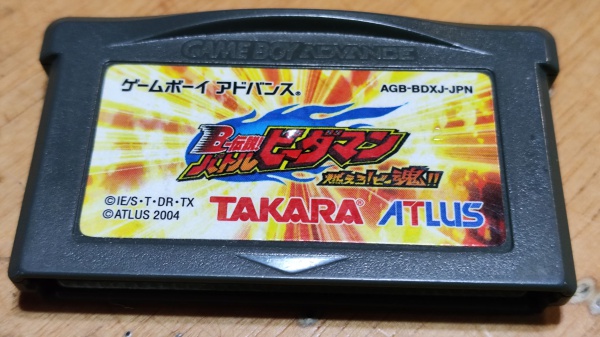 GAME BOY ADVANCE
ゲームボーイ アドバンス®
AGB-BDXJ-JPN
B-伝説!
バトルビーダマン
燃えろ!ビー魂!!
©IE/S・T・DR・TX
©ATLUS 2004
TAKARA®
ATLUS